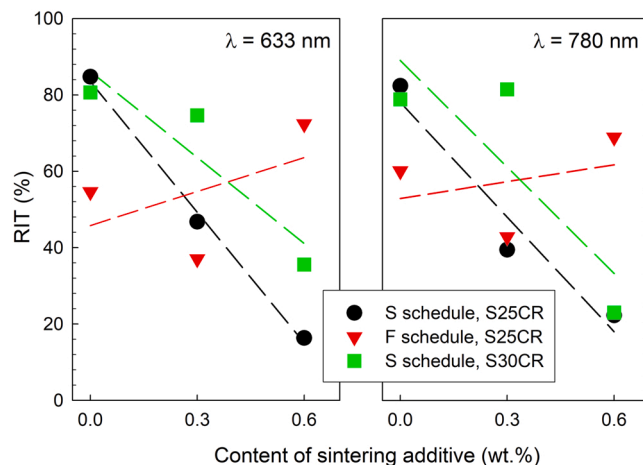 100
80
60
40
20
0
RIT (%)
λ = 633 nm
λ = 780 nm
S schedule, S25CR
F schedule, S25CR
S schedule, S30CR
0.0 0.3 0.6 0.0 0.3 0.6
Content of sintering additive (wt.%)